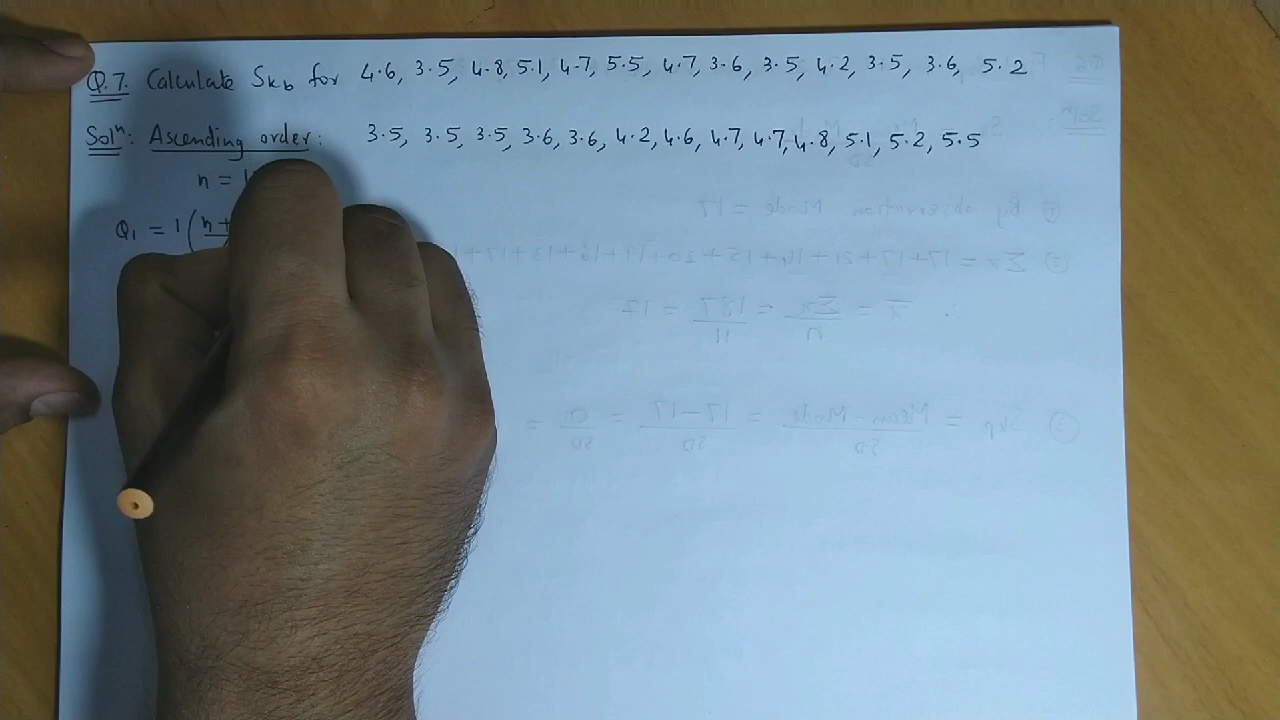 Q.7. Calculate Skb for 4.6, 3.5, 4.8, 5.1, 4.7, 5.5, 4.7, 3.6, 3.5, 4.2, 3.5, 3.6, 5.2
Solⁿ: Ascending order: 3.5, 3.5, 3.5, 3.6, 3.6, 4.2, 4.6, 4.7, 4.7, 4.8, 5.1, 5.2, 5.5
n = 1
Q₁ = 1(n+